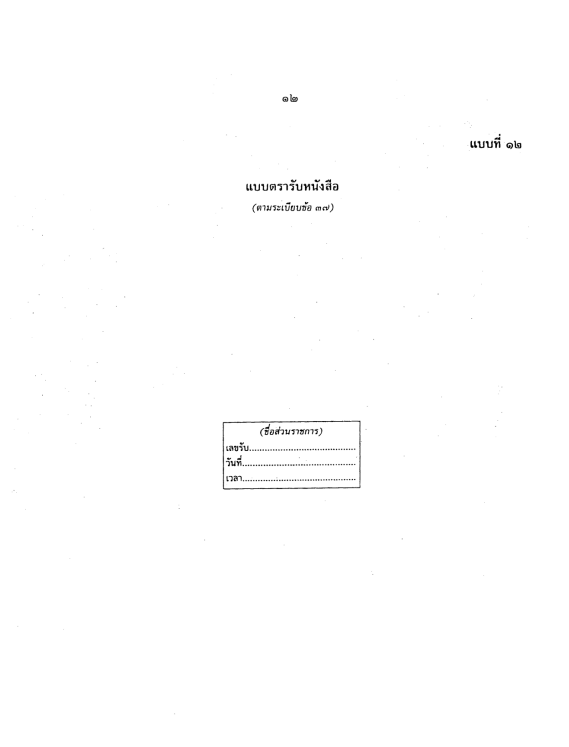 ๑๒
แบบที่ ๑๒
แบบตรารับหนังสือ
(ตามระเบียบข้อ ๓๗)
(ชื่อส่วนราชการ)
เลขรับ......................................
วันที่.........................................
เวลา.........................................